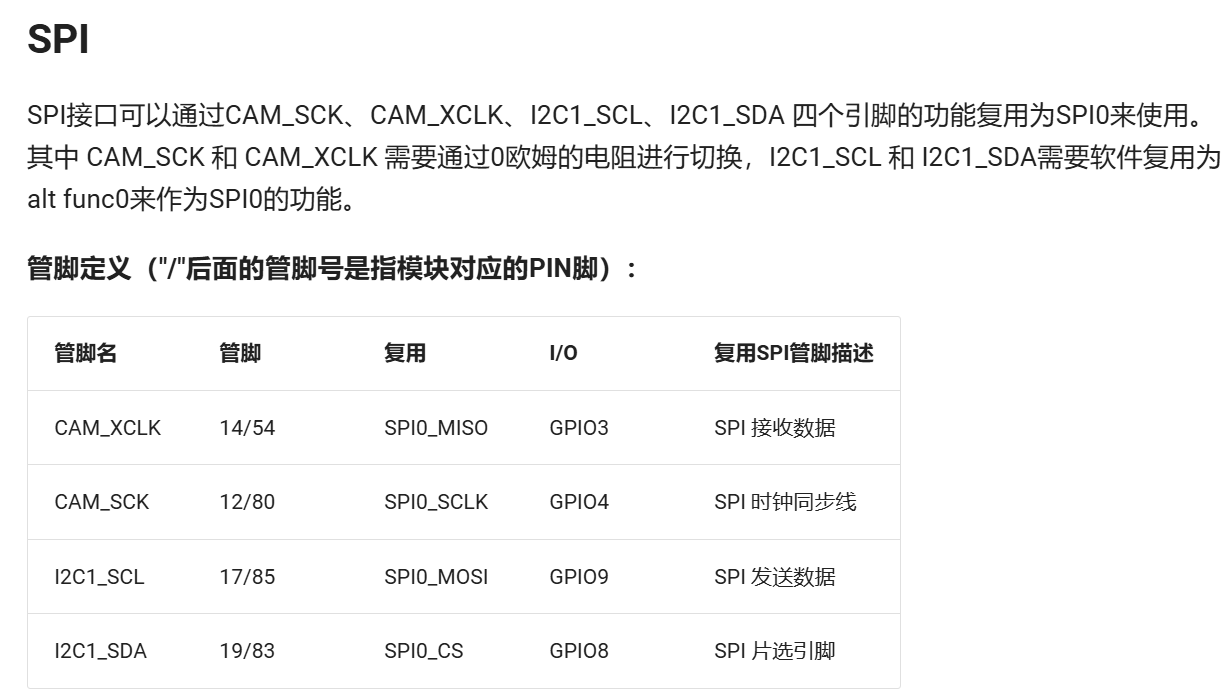 SPI
SPI接口可以通过CAM_SCK、CAM_XCLK、I2C1_SCL、I2C1_SDA 四个引脚的功能复用为SPI0来使用。
其中 CAM_SCK 和 CAM_XCLK 需要通过0欧姆的电阻进行切换，I2C1_SCL 和 I2C1_SDA需要软件复用为
alt func0来作为SPI0的功能。
管脚定义（"/"后面的管脚号是指模块对应的PIN脚）:
管脚名 管脚 复用 I/O 复用SPI管脚描述
CAM_XCLK 14/54 SPI0_MISO GPIO3 SPI 接收数据
CAM_SCK 12/80 SPI0_SCLK GPIO4 SPI 时钟同步线
I2C1_SCL 17/85 SPI0_MOSI GPIO9 SPI 发送数据
I2C1_SDA 19/83 SPI0_CS GPIO8 SPI 片选引脚